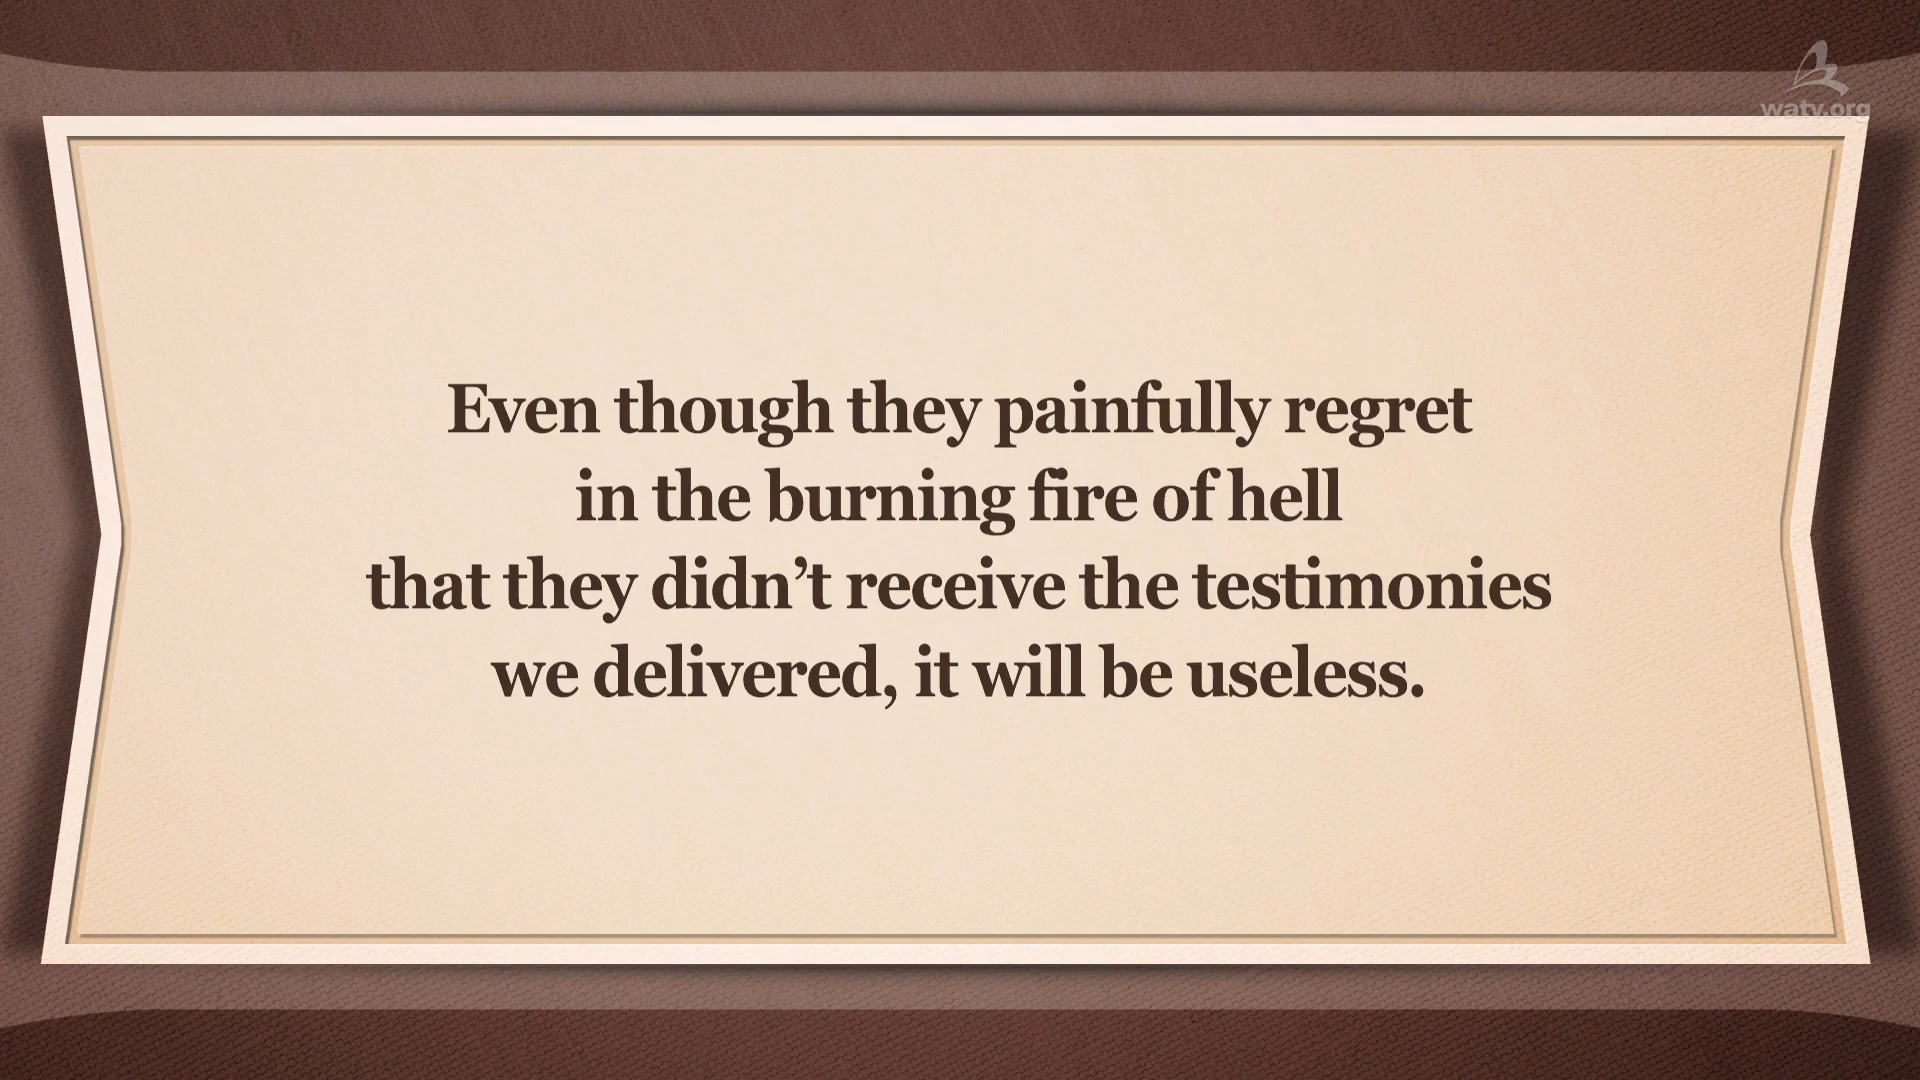 watv.org
Even though they painfully regret
in the burning fire of hell
that they didn’t receive the testimonies
we delivered, it will be useless.